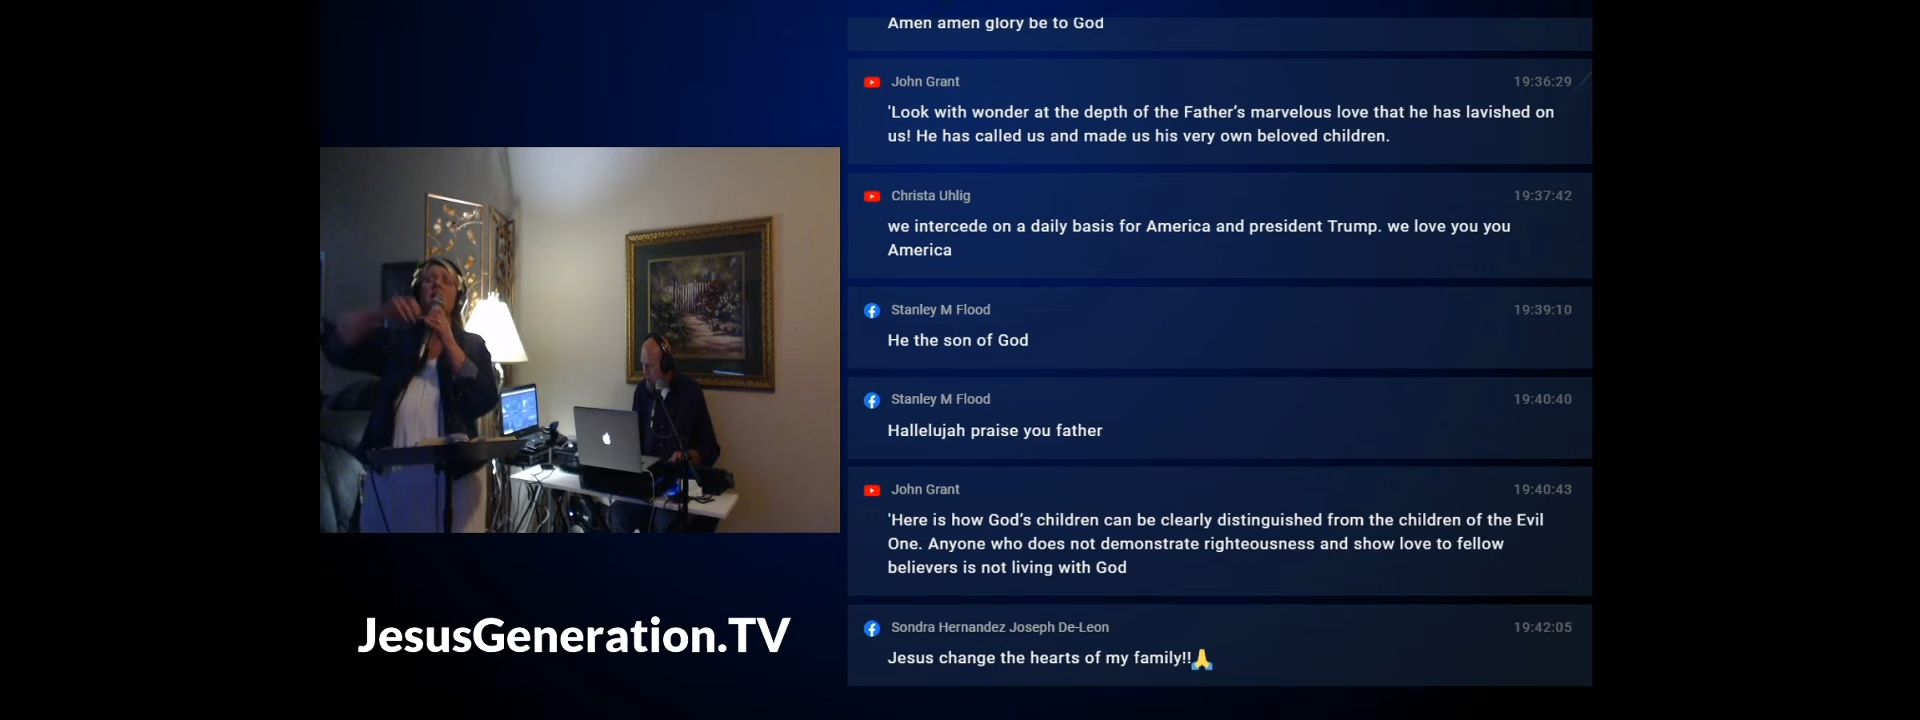 Amen amen glory be to God
John Grant 19:36:29
'Look with wonder at the depth of the Father’s marvelous love that he has lavished on
us! He has called us and made us his very own beloved children.
Christa Uhlig 19:37:42
we intercede on a daily basis for America and president Trump. we love you you
America
Stanley M Flood 19:39:10
He the son of God
Stanley M Flood 19:40:40
Hallelujah praise you father
John Grant 19:40:43
'Here is how God’s children can be clearly distinguished from the children of the Evil
One. Anyone who does not demonstrate righteousness and show love to fellow
believers is not living with God
Sondra Hernandez Joseph De-Leon 19:42:05
Jesus change the hearts of my family!!🙏
JesusGeneration.TV